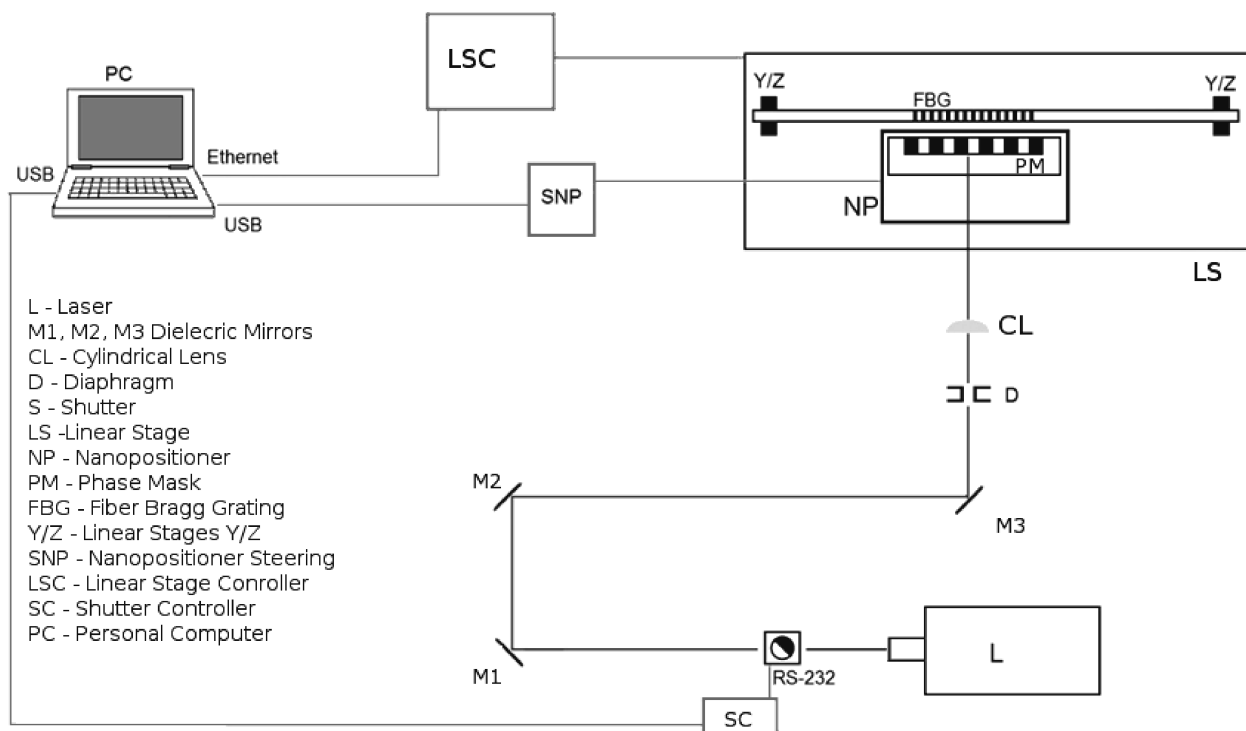 LSC
PC
Y/Z
Y/Z
FBG
PM
Ethernet
USB
USB
SNP
NP
LS
L - Laser
M1, M2, M3 Dielecric Mirrors
CL - Cylindrical Lens
D - Diaphragm
S - Shutter
LS -Linear Stage
NP - Nanopositioner
PM - Phase Mask
FBG - Fiber Bragg Grating
Y/Z - Linear Stages Y/Z
SNP - Nanopositioner Steering
LSC - Linear Stage Conroller
SC - Shutter Controller
PC - Personal Computer
CL
D
M2
M3
M1
RS-232
L
SC